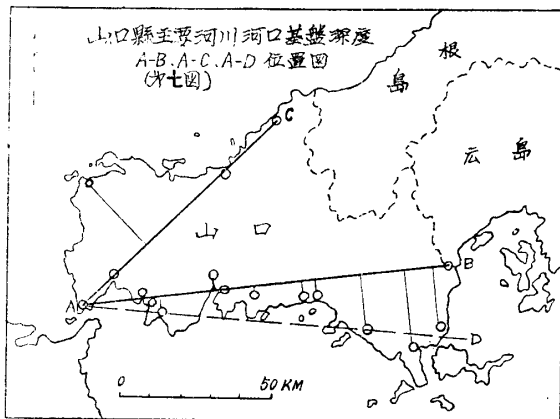 山口縣主要河川河口基盤深度
A-B、A-C、A-D 位置図
(第七図)
根
島
広島
C
山口
B
A
D
0 50 KM